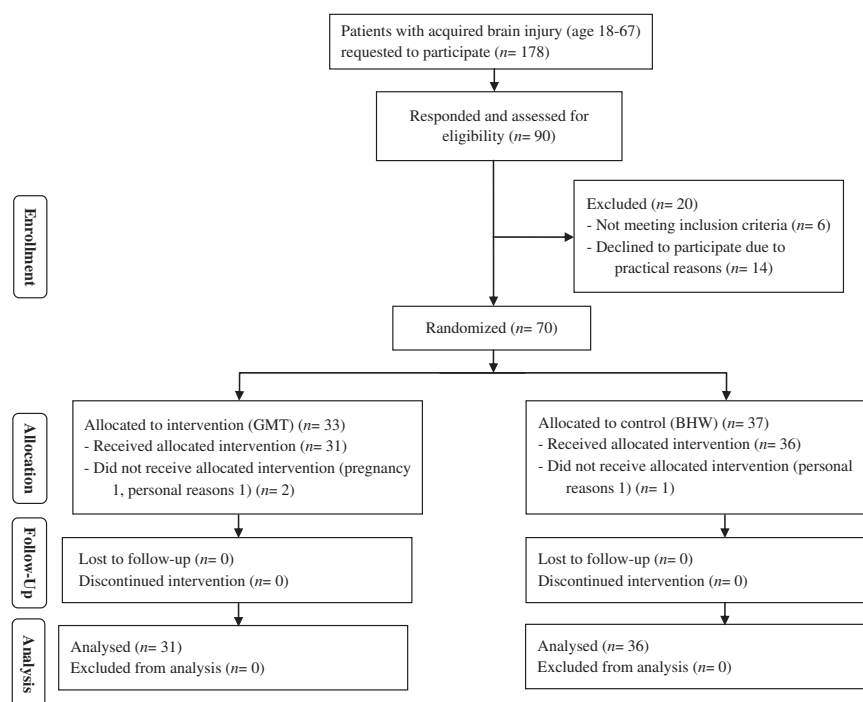 Patients with acquired brain injury (age 18-67)
requested to participate (n= 178)
Responded and assessed for
eligibility (n= 90)
Enrollment
Excluded (n= 20)
- Not meeting inclusion criteria (n= 6)
- Declined to participate due to
practical reasons (n= 14)
Randomized (n= 70)
Allocation
Allocated to intervention (GMT) (n= 33)
- Received allocated intervention (n= 31)
- Did not receive allocated intervention (pregnancy
1, personal reasons 1) (n= 2)
Allocated to control (BHW) (n= 37)
- Received allocated intervention (n= 36)
- Did not receive allocated intervention (personal
reasons 1) (n= 1)
Follow-Up
Lost to follow-up (n= 0)
Discontinued intervention (n= 0)
Lost to follow-up (n= 0)
Discontinued intervention (n= 0)
Analysis
Analysed (n= 31)
Excluded from analysis (n= 0)
Analysed (n= 36)
Excluded from analysis (n= 0)